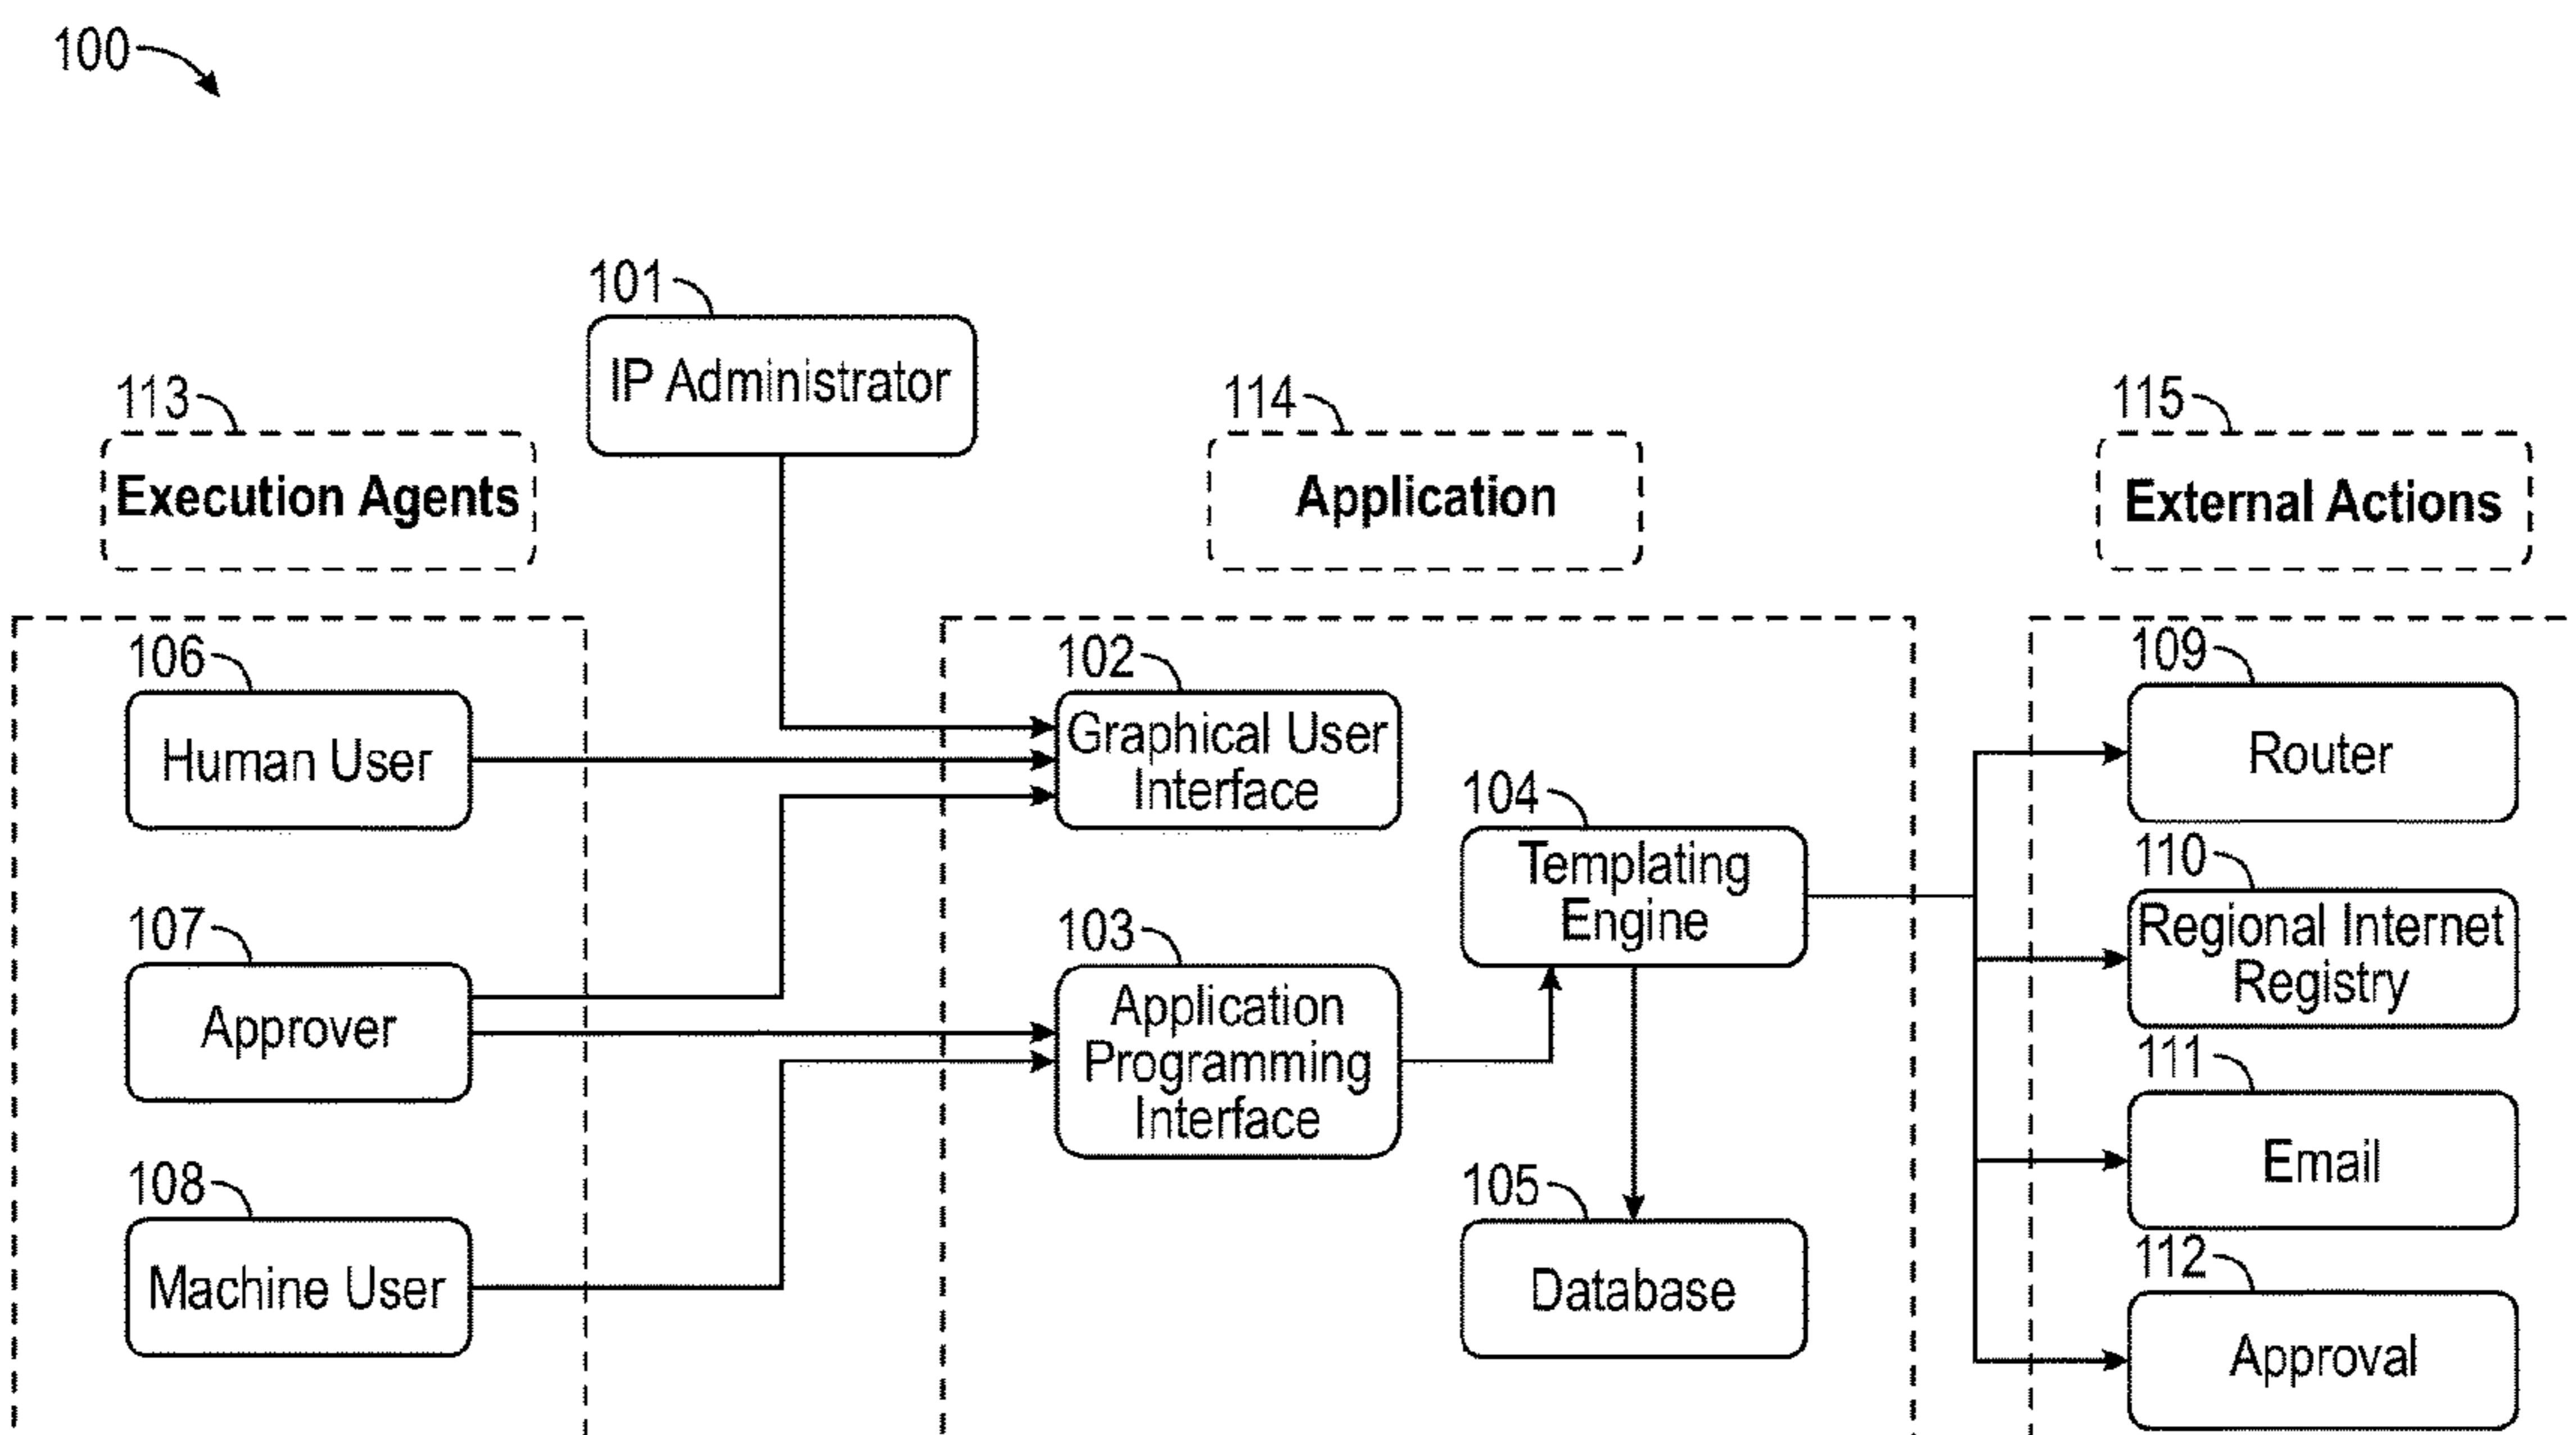 100
101
IP Administrator
113
Execution Agents
114
Application
115
External Actions
106
Human User
102
Graphical User
Interface
109
Router
104
Templating
Engine
110
Regional Internet
Registry
107
Approver
103
Application
Programming
Interface
111
Email
108
Machine User
105
Database
112
Approval